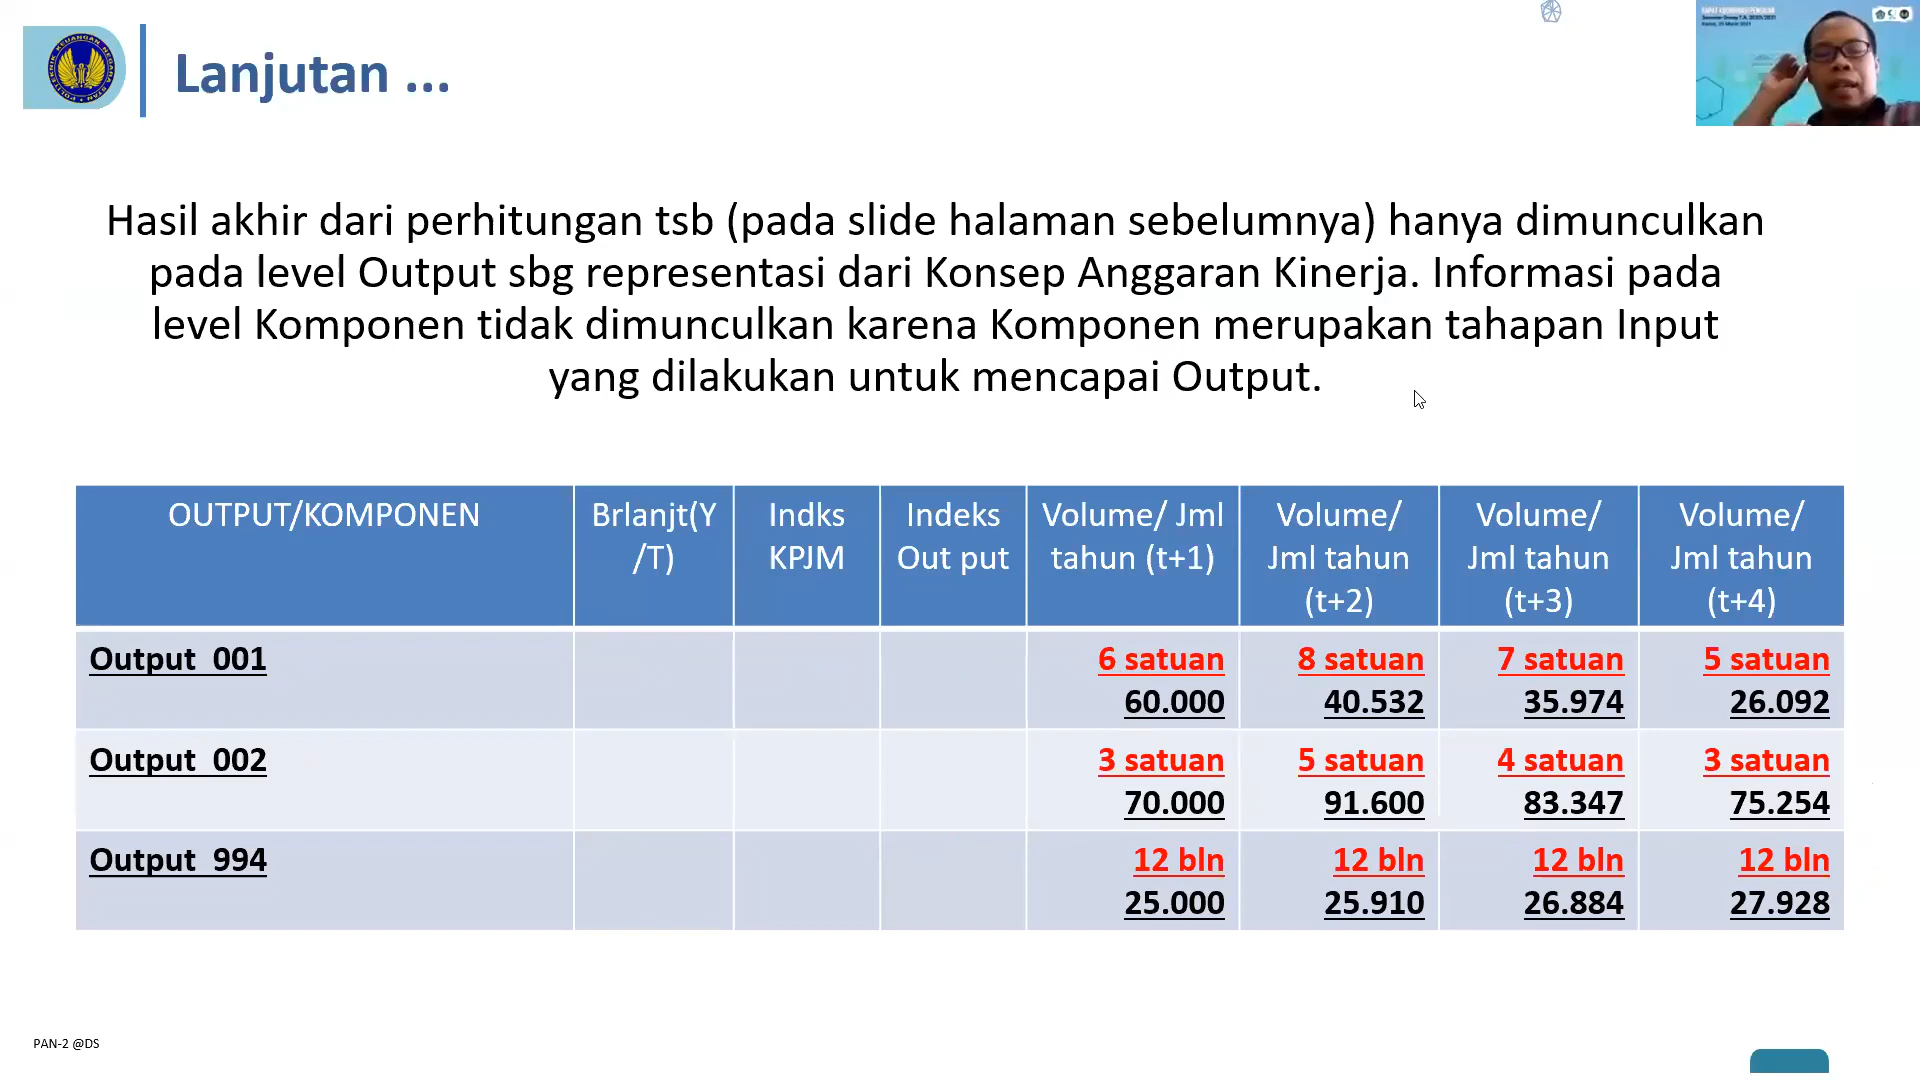 Lanjutan ...
Hasil akhir dari perhitungan tsb (pada slide halaman sebelumnya) hanya dimunculkan
pada level Output sbg representasi dari Konsep Anggaran Kinerja. Informasi pada
level Komponen tidak dimunculkan karena Komponen merupakan tahapan Input
yang dilakukan untuk mencapai Output.
OUTPUT/KOMPONEN
Brlanjt(Y
/T)
Indks
KPJM
Indeks
Out put
Volume/ Jml
tahun (t+1)
Volume/
Jml tahun
(t+2)
Volume/
Jml tahun
(t+3)
Volume/
Jml tahun
(t+4)
Output 001
6 satuan
60.000
8 satuan
40.532
7 satuan
35.974
5 satuan
26.092
Output 002
3 satuan
70.000
5 satuan
91.600
4 satuan
83.347
3 satuan
75.254
Output 994
12 bln
25.000
12 bln
25.910
12 bln
26.884
12 bln
27.928
PAN-2 @DS